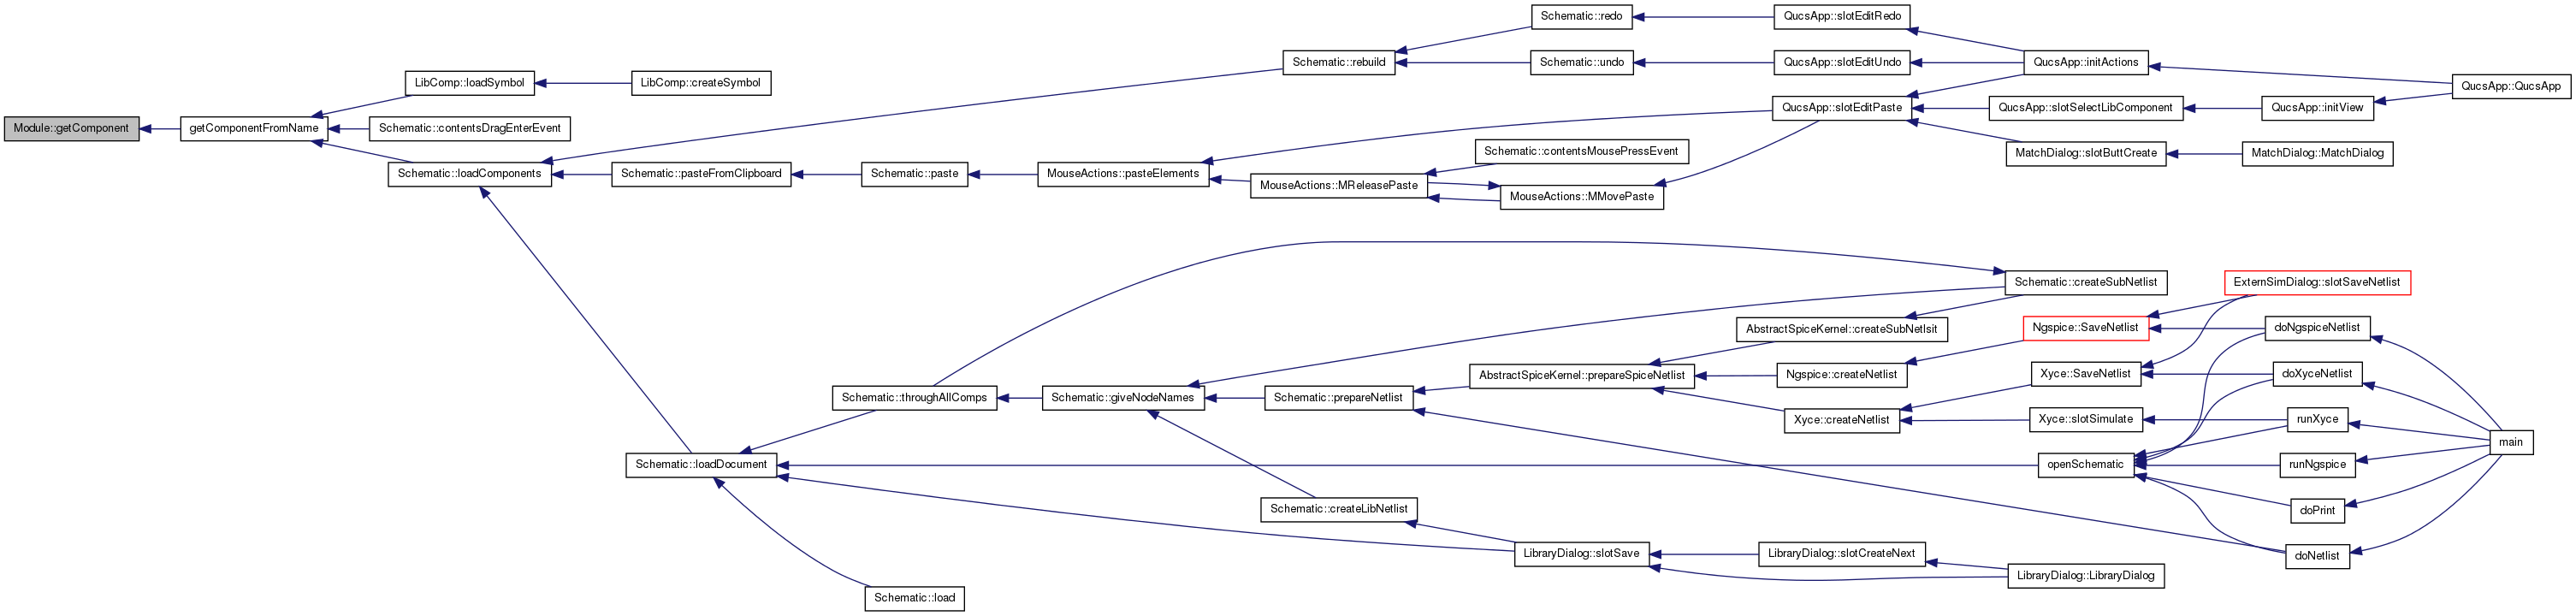 Module::getComponent
getComponentFromName
LibComp::loadSymbol
LibComp::createSymbol
Schematic::contentsDragEnterEvent
Schematic::loadComponents
Schematic::rebuild
Schematic::redo
QucsApp::slotEditRedo
Schematic::undo
QucsApp::slotEditUndo
QucsApp::initActions
QucsApp::QucsApp
Schematic::pasteFromClipboard
Schematic::paste
MouseActions::pasteElements
QucsApp::slotEditPaste
QucsApp::slotSelectLibComponent
QucsApp::initView
MatchDialog::slotButtCreate
MatchDialog::MatchDialog
MouseActions::MReleasePaste
Schematic::contentsMousePressEvent
MouseActions::MMovePaste
Schematic::loadDocument
Schematic::throughAllComps
Schematic::giveNodeNames
Schematic::createSubNetlist
Schematic::prepareNetlist
AbstractSpiceKernel::prepareSpiceNetlist
AbstractSpiceKernel::createSubNetlsit
Ngspice::createNetlist
Ngspice::SaveNetlist
ExternSimDialog::slotSaveNetlist
doNgspiceNetlist
Xyce::createNetlist
Xyce::SaveNetlist
doXyceNetlist
Xyce::slotSimulate
runXyce
main
openSchematic
runNgspice
doPrint
doNetlist
Schematic::createLibNetlist
LibraryDialog::slotSave
LibraryDialog::slotCreateNext
LibraryDialog::LibraryDialog
Schematic::load